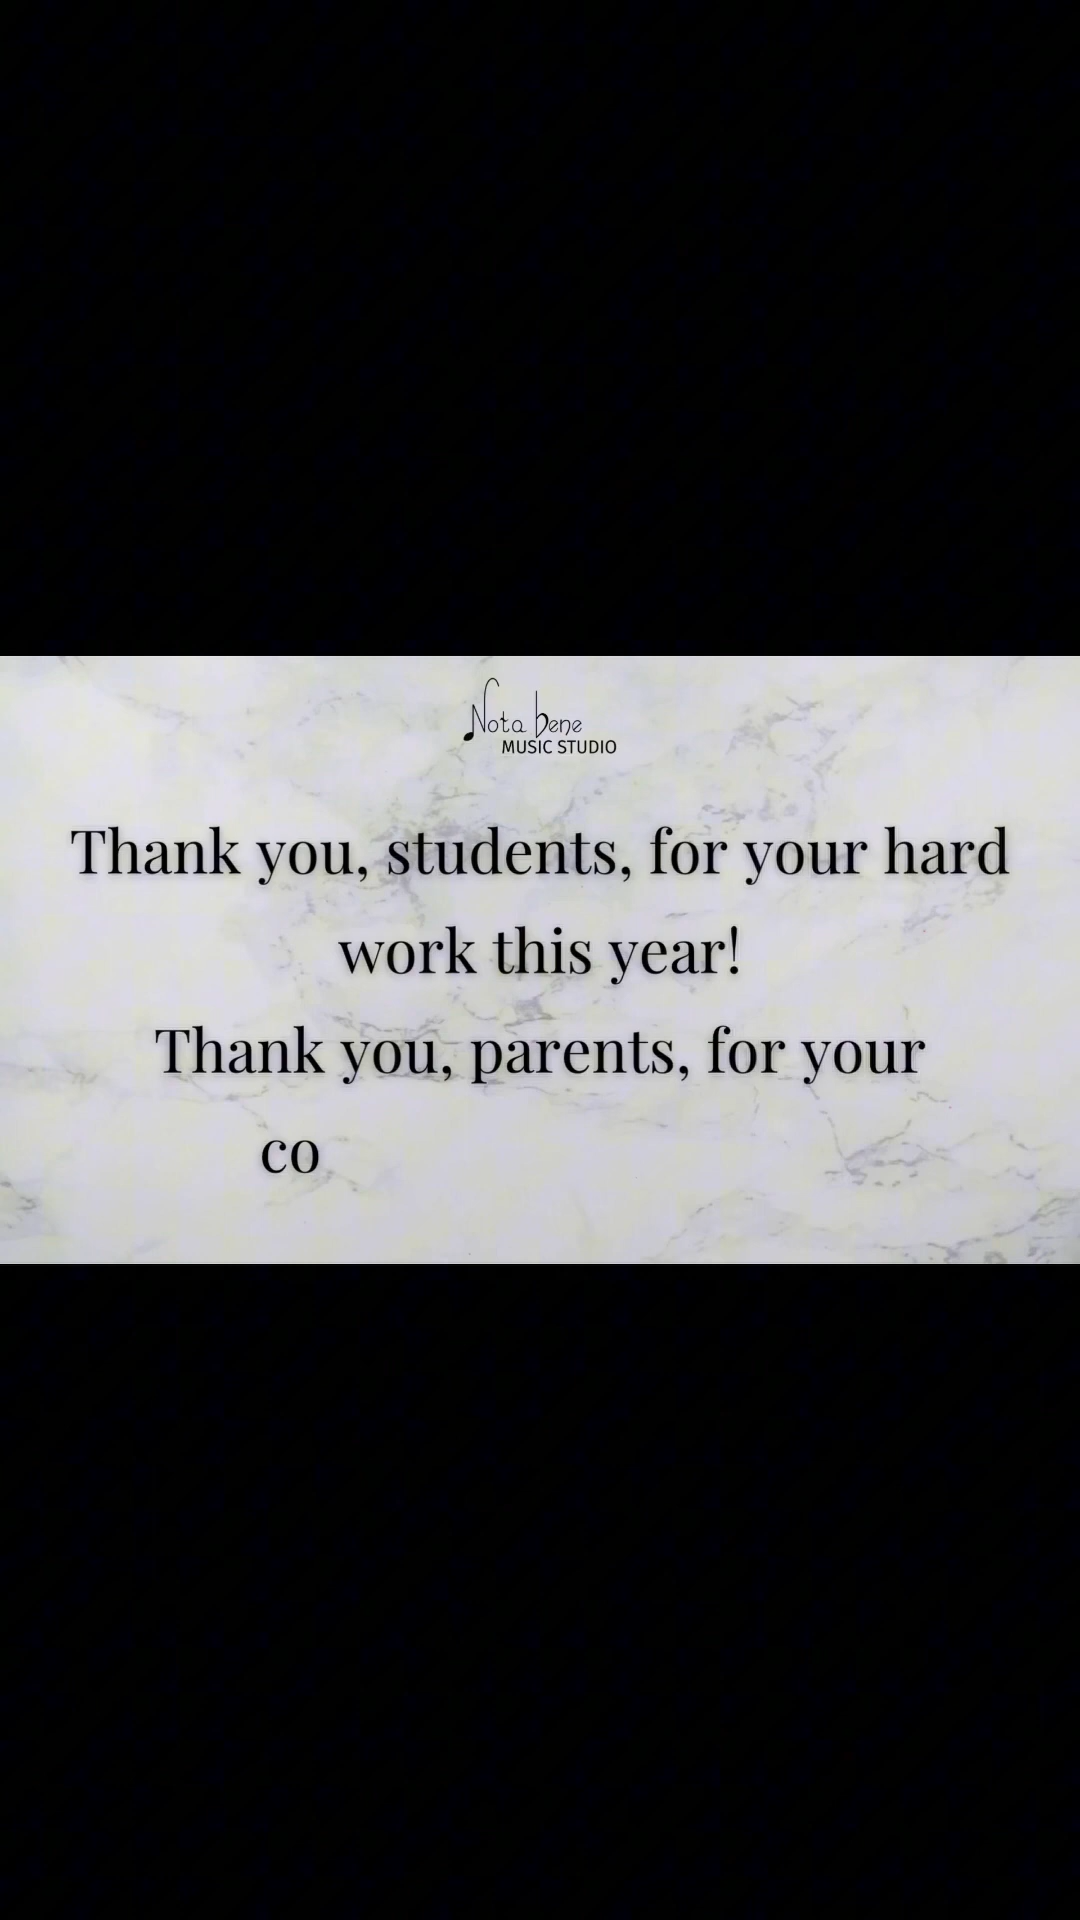 Nota bene
MUSIC STUDIO
Thank you, students, for your hard
work this year!
Thank you, parents, for your
co